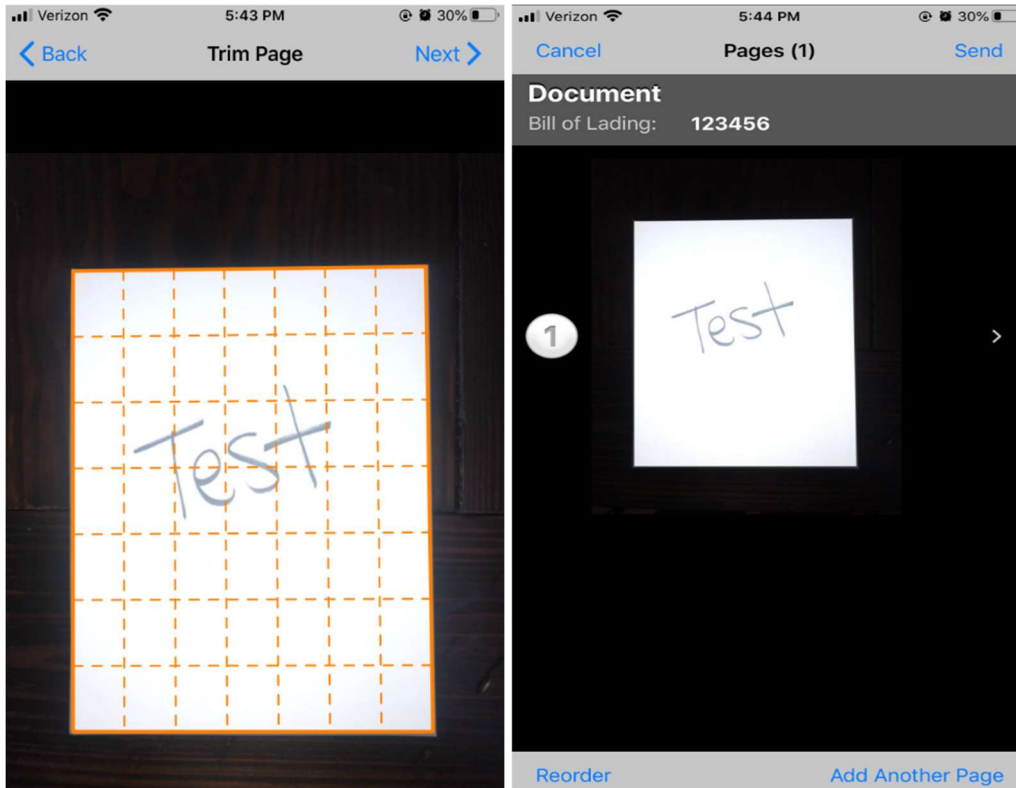 Verizon 5:43 PM 30%
Back Trim Page Next
Test
Verizon 5:44 PM 30%
Cancel Pages (1) Send
Document
Bill of Lading: 123456
Test
1
Reorder Add Another Page